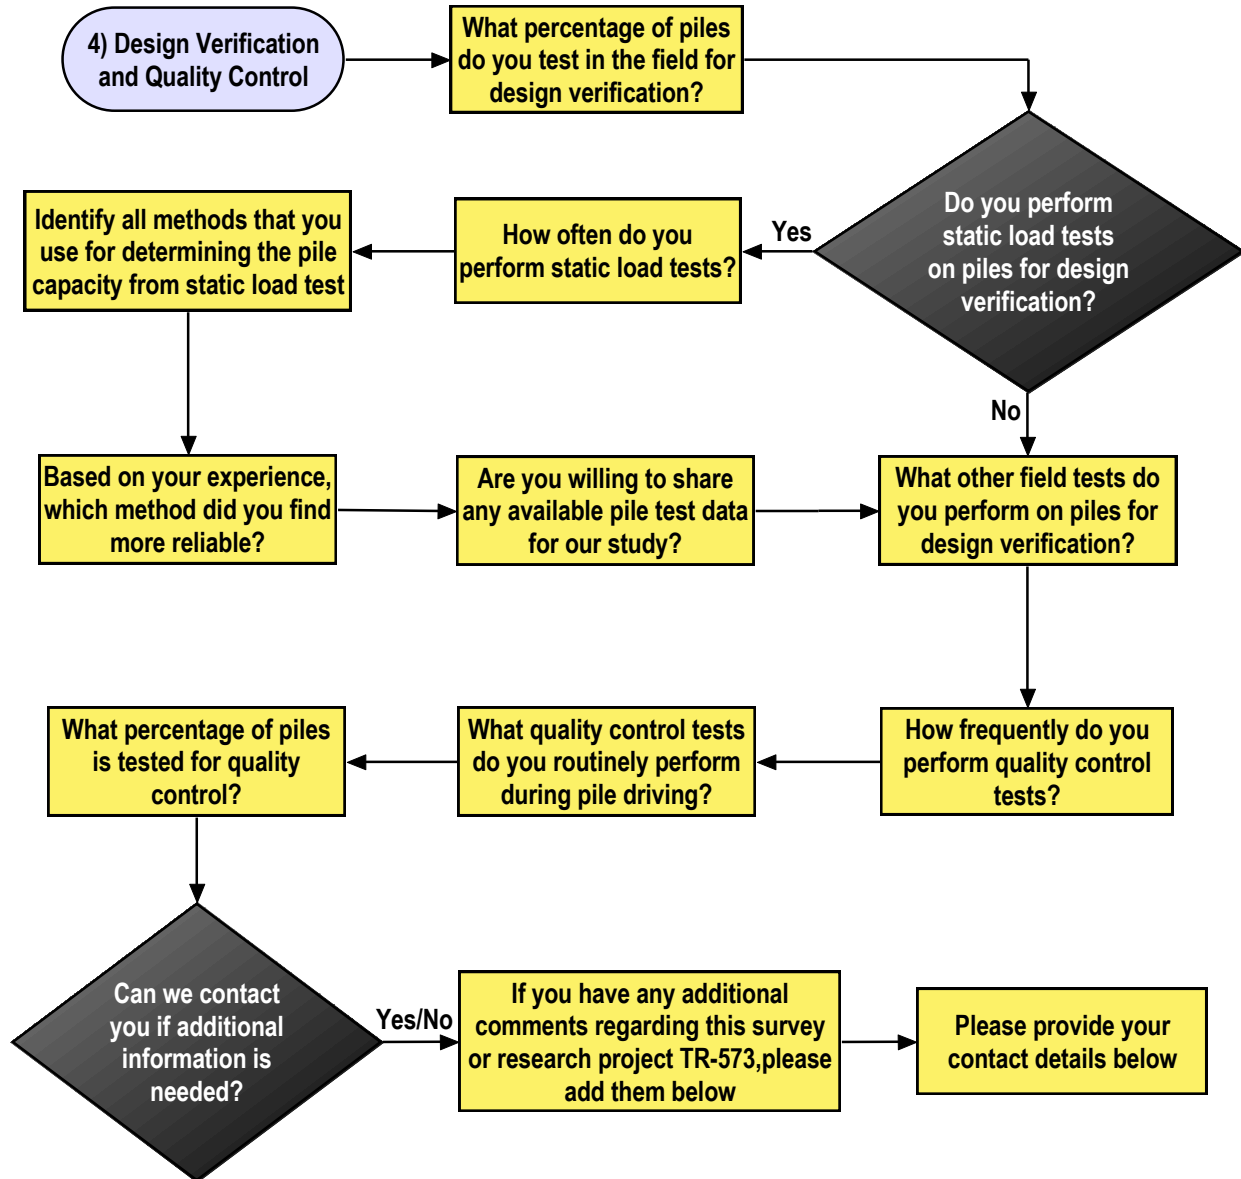 4) Design Verification
and Quality Control
What percentage of piles
do you test in the field for
design verification?
Do you perform
static load tests
on piles for design
verification?
Yes
How often do you
perform static load tests?
Identify all methods that you
use for determining the pile
capacity from static load test
No
Based on your experience,
which method did you find
more reliable?
Are you willing to share
any available pile test data
for our study?
What other field tests do
you perform on piles for
design verification?
How frequently do you
perform quality control
tests?
What quality control tests
do you routinely perform
during pile driving?
What percentage of piles
is tested for quality
control?
Can we contact
you if additional
information is
needed?
Yes/No
If you have any additional
comments regarding this survey
or research project TR-573,please
add them below
Please provide your
contact details below